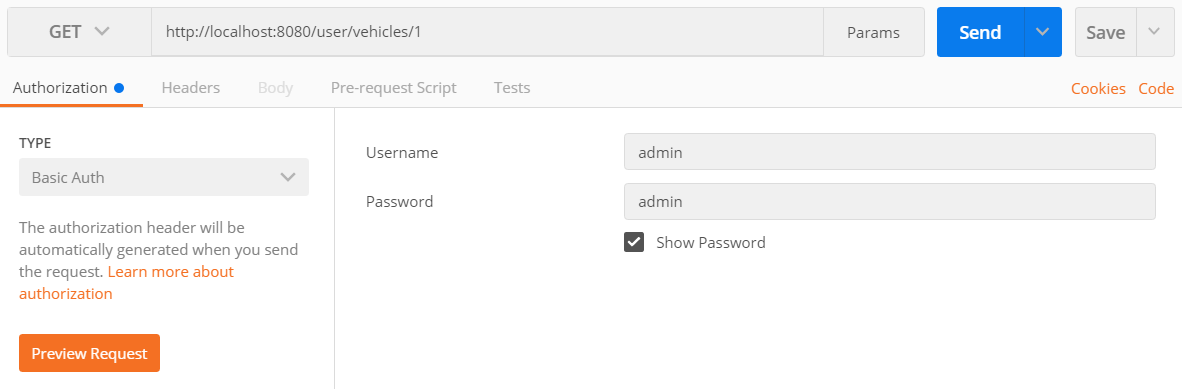 GET http://localhost:8080/user/vehicles/1 Params Send Save
Authorization Headers Body Pre-request Script Tests Cookies Code
TYPE
Basic Auth
The authorization header will be
automatically generated when you send
the request. Learn more about
authorization
Preview Request
Username admin
Password admin
Show Password